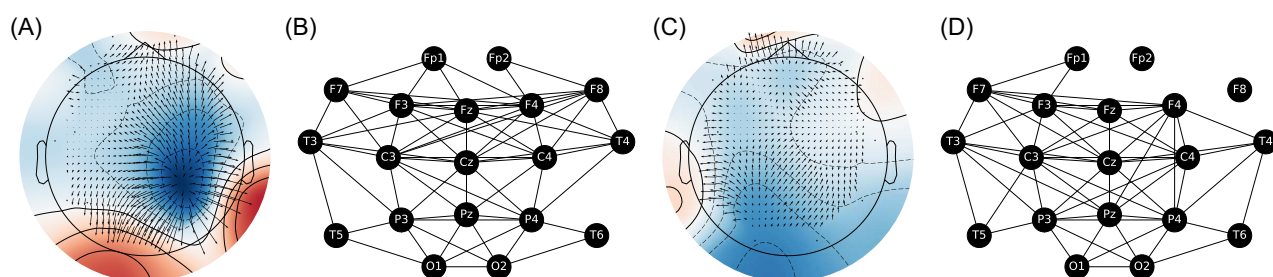 (A) (B) (C) (D)
Fp1 Fp2 Fp1 Fp2
F7 F8 F7 F8
F3 Fz F4 F3 Fz F4
T3 T4 T3 T4
C3 Cz C4 C3 Cz C4
P3 Pz P4 P3 Pz P4
T5 T6 T5 T6
O1 O2 O1 O2